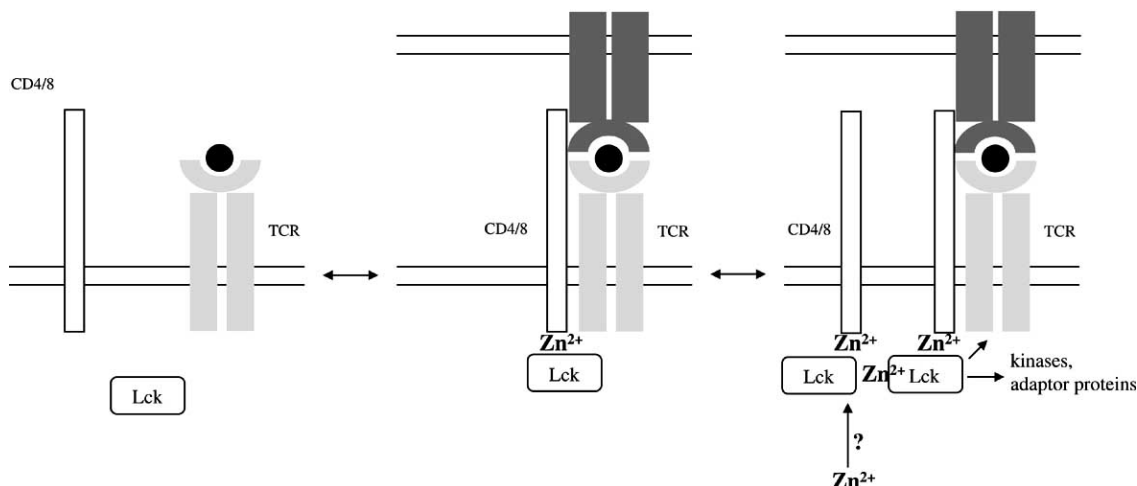 CD4/8
TCR
Lck
CD4/8
TCR
Zn²⁺
Lck
CD4/8
TCR
Zn²⁺
Zn²⁺
Lck
Zn²⁺
Lck
kinases,
adaptor proteins
?
Zn²⁺